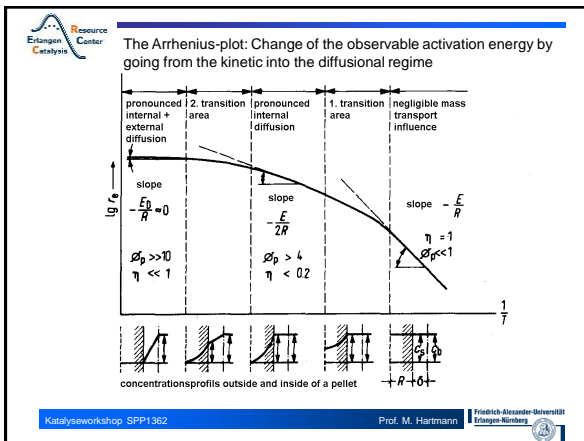 Resource
Erlangen Center
Catalysis
The Arrhenius-plot: Change of the observable activation energy by
going from the kinetic into the diffusional regime
pronounced internal + external diffusion
2. transition area
pronounced internal diffusion
1. transition area
negligible mass transport influence
lg r_e
slope
- E_D/R ≈ 0
Ø_p >> 10
η << 1
slope
- E/2R
Ø_p > 4
η < 0.2
slope - E/R
η = 1
Ø_p << 1
1/T
C_S C_D
R δ
concentrationsprofils outside and inside of a pellet
Katalyseworkshop SPP1362
Prof. M. Hartmann
Friedrich-Alexander-Universität
Erlangen-Nürnberg